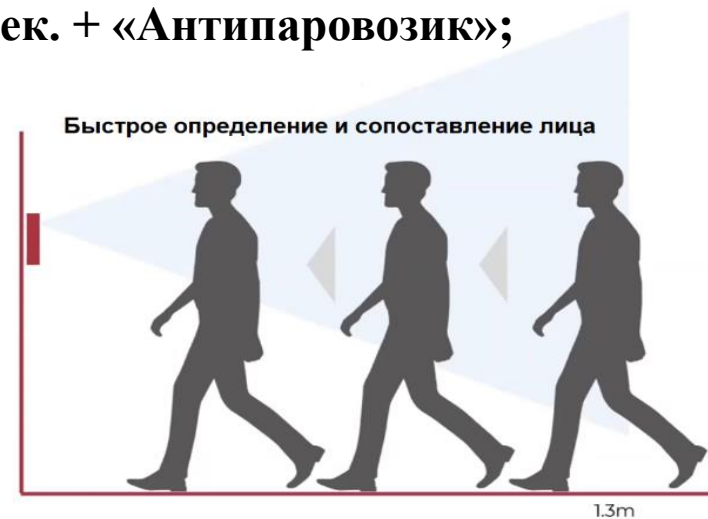 ек. + «Антипаровозик»;
Быстрое определение и сопоставление лица
1.3m